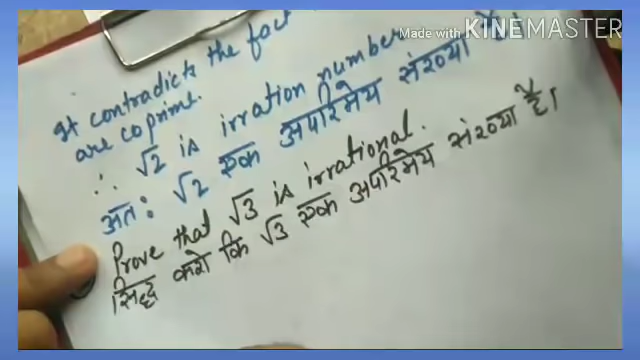 Made with KINEMASTER
It contradicts the fact
are coprime.
∴ √2 is irration number
अतः √2 एक अपरिमेय संख्या है।
Prove that √3 is irrational.
सिद्ध करो कि √3 एक अपरिमेय संख्या है।